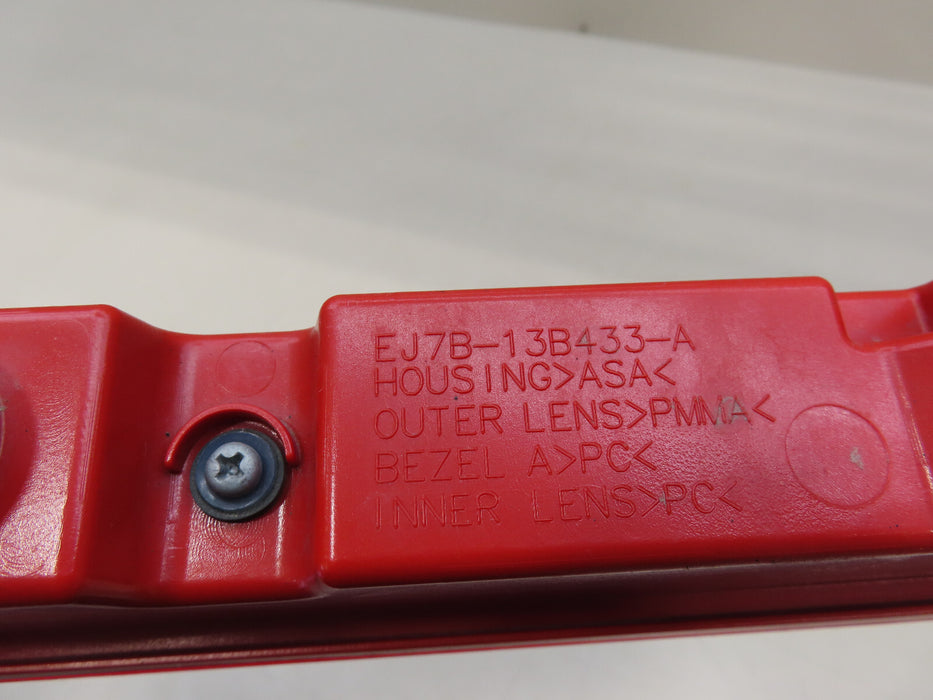 EJ7B-13B433-A
HOUSING>ASA<
OUTER LENS>PMMA<
BEZEL A>PC<
INNER LENS>PC<